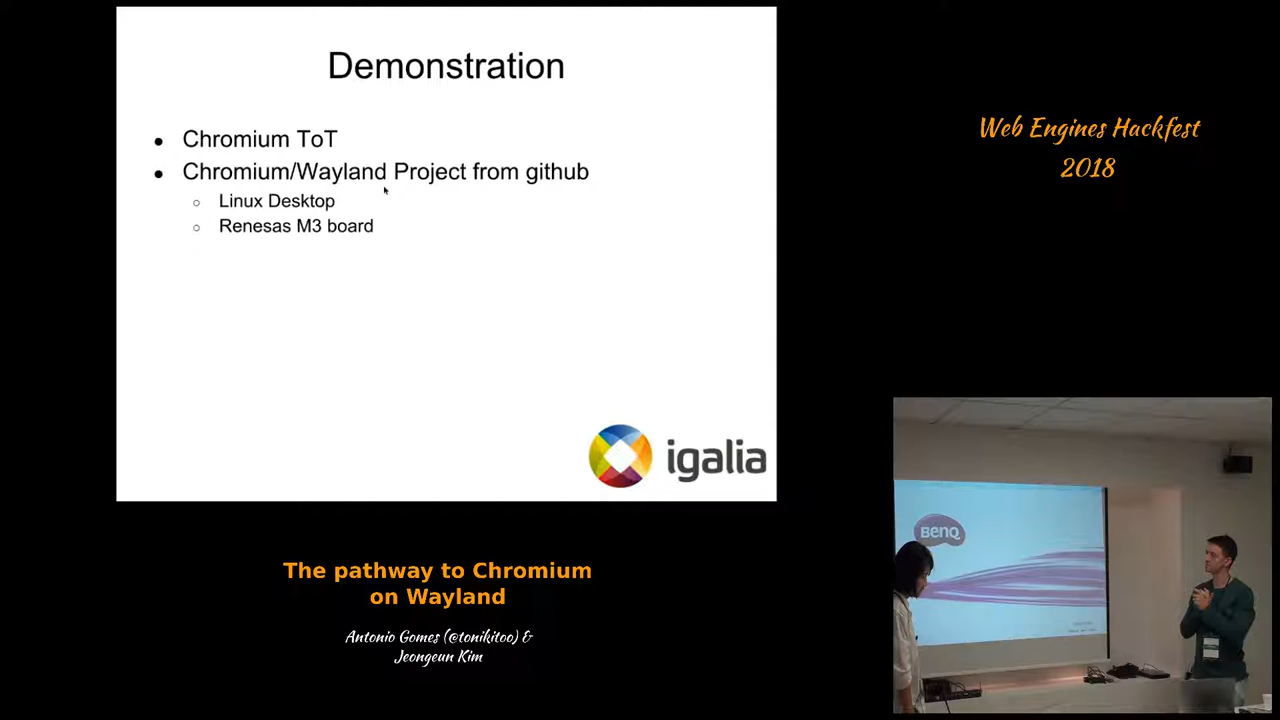 Demonstration
Chromium ToT
Chromium/Wayland Project from github
Linux Desktop
Renesas M3 board
igalia
Web Engines Hackfest
2018
BenQ
The pathway to Chromium
on Wayland
Antonio Gomes (@tonikitoo) &
Jeongeun Kim